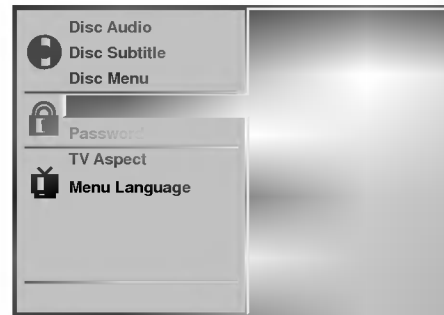 Disc Audio
Disc Subtitle
Disc Menu
Password
TV Aspect
Menu Language